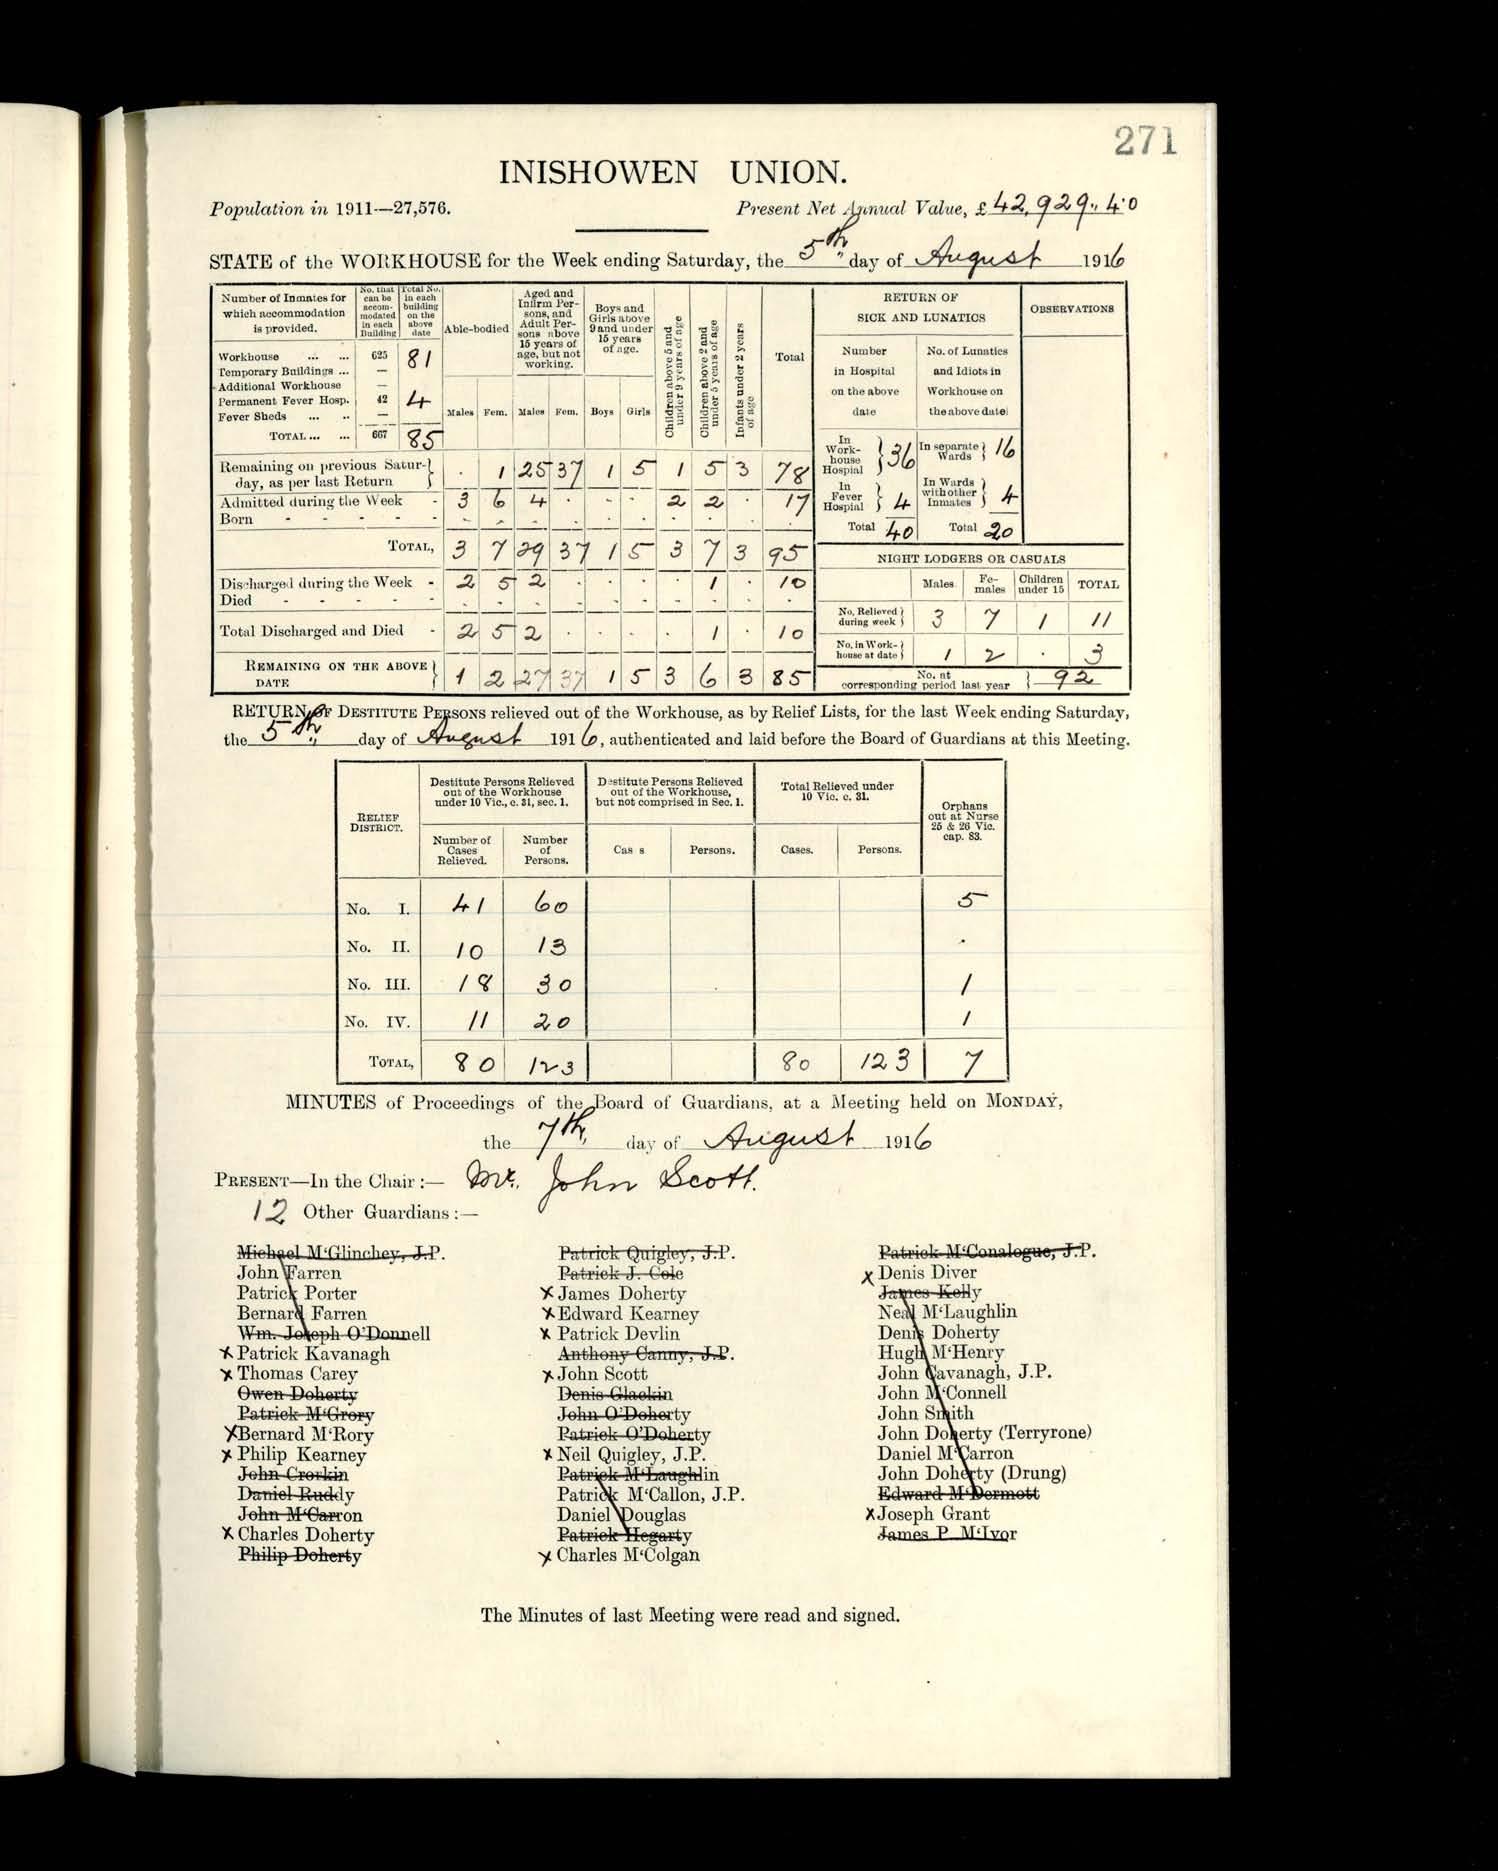 271
INISHOWEN UNION.
Population in 1911—27,576. Present Net Annual Value, £42,929.. 4.0
STATE of the WORKHOUSE for the Week ending Saturday, the 5th day of August 1916
Number of Inmates for which accommodation is provided.
No. that can be accommodated in each Building
Total No. in each building on the above date
Able-bodied
Aged and Infirm Persons, and Adult Persons above 15 years of age, but not working.
Boys and Girls above 9 and under 15 years of age.
Children above 5 and under 9 years of age
Children above 2 and under 5 years of age
Infants under 2 years of age
Total
Males Fem. Males Fem. Boys Girls
Workhouse ... ... 625 81
Temporary Buildings ... —
Additional Workhouse —
Permanent Fever Hosp. 42 4
Fever Sheds ... .. —
TOTAL ... ... 667 85
Remaining on previous Saturday, as per last Return . 1 25 37 1 5 1 5 3 78
Admitted during the Week - 3 6 4 . . . 2 2 . 17
Born - - - - -
TOTAL, 3 7 29 37 1 5 3 7 3 95
Discharged during the Week - 2 5 2 . . . . 1 . 10
Died - - - - -
Total Discharged and Died - 2 5 2 . . . . 1 . 10
REMAINING ON THE ABOVE DATE 1 2 27 37 1 5 3 6 3 85
RETURN OF SICK AND LUNATICS
OBSERVATIONS
Number in Hospital on the above date
No. of Lunatics and Idiots in Workhouse on the above date
In Workhouse Hospial 36 In separate Wards 16
In Fever Hospial 4 In Wards with other Inmates 4
Total 40 Total 20
NIGHT LODGERS OR CASUALS
Males. Females Children under 15 TOTAL
No. Relieved during week 3 7 1 11
No. in Workhouse at date 1 2 . 3
No. at corresponding period last year 92
RETURN OF DESTITUTE PERSONS relieved out of the Workhouse, as by Relief Lists, for the last Week ending Saturday,
the 5th day of August 1916, authenticated and laid before the Board of Guardians at this Meeting.
RELIEF DISTRICT.
Destitute Persons Relieved out of the Workhouse under 10 Vic., c. 31, sec. 1.
Destitute Persons Relieved out of the Workhouse, but not comprised in Sec. 1.
Total Relieved under 10 Vic. c. 31.
Orphans out at Nurse 25 & 26 Vic. cap. 83.
Number of Cases Relieved. Number of Persons. Cas s Persons. Cases. Persons.
No. I. 41 60 5
No. II. 10 13 .
No. III. 18 30 1
No. IV. 11 20 1
TOTAL, 80 123 80 123 7
MINUTES of Proceedings of the Board of Guardians, at a Meeting held on MONDAY,
the 7th, day of August 1916
PRESENT—In the Chair :— Mr. John Scott.
12 Other Guardians :—
Michael M‘Glinchey, J.P.
John Farren
Patrick Porter
Bernard Farren
Wm. Joseph O'Donnell
x Patrick Kavanagh
x Thomas Carey
Owen Doherty
Patrick M‘Grory
x Bernard M‘Rory
x Philip Kearney
John Crorkin
Daniel Ruddy
John M‘Carron
x Charles Doherty
Philip Doherty
Patrick Quigley, J.P.
Patrick J. Cole
x James Doherty
x Edward Kearney
x Patrick Devlin
Anthony Canny, J.P.
x John Scott
Denis Glackin
John O'Doherty
Patrick O'Doherty
x Neil Quigley, J.P.
Patrick M‘Laughlin
Patrick M‘Callon, J.P.
Daniel Douglas
Patrick Hegarty
x Charles M‘Colgan
Patrick M‘Conalogue, J.P.
x Denis Diver
James Kelly
Neal M‘Laughlin
Denis Doherty
Hugh M‘Henry
John Cavanagh, J.P.
John M‘Connell
John Smith
John Doherty (Terryrone)
Daniel M‘Carron
John Doherty (Drung)
Edward M‘Dermott
x Joseph Grant
James P. M‘Ivor
The Minutes of last Meeting were read and signed.